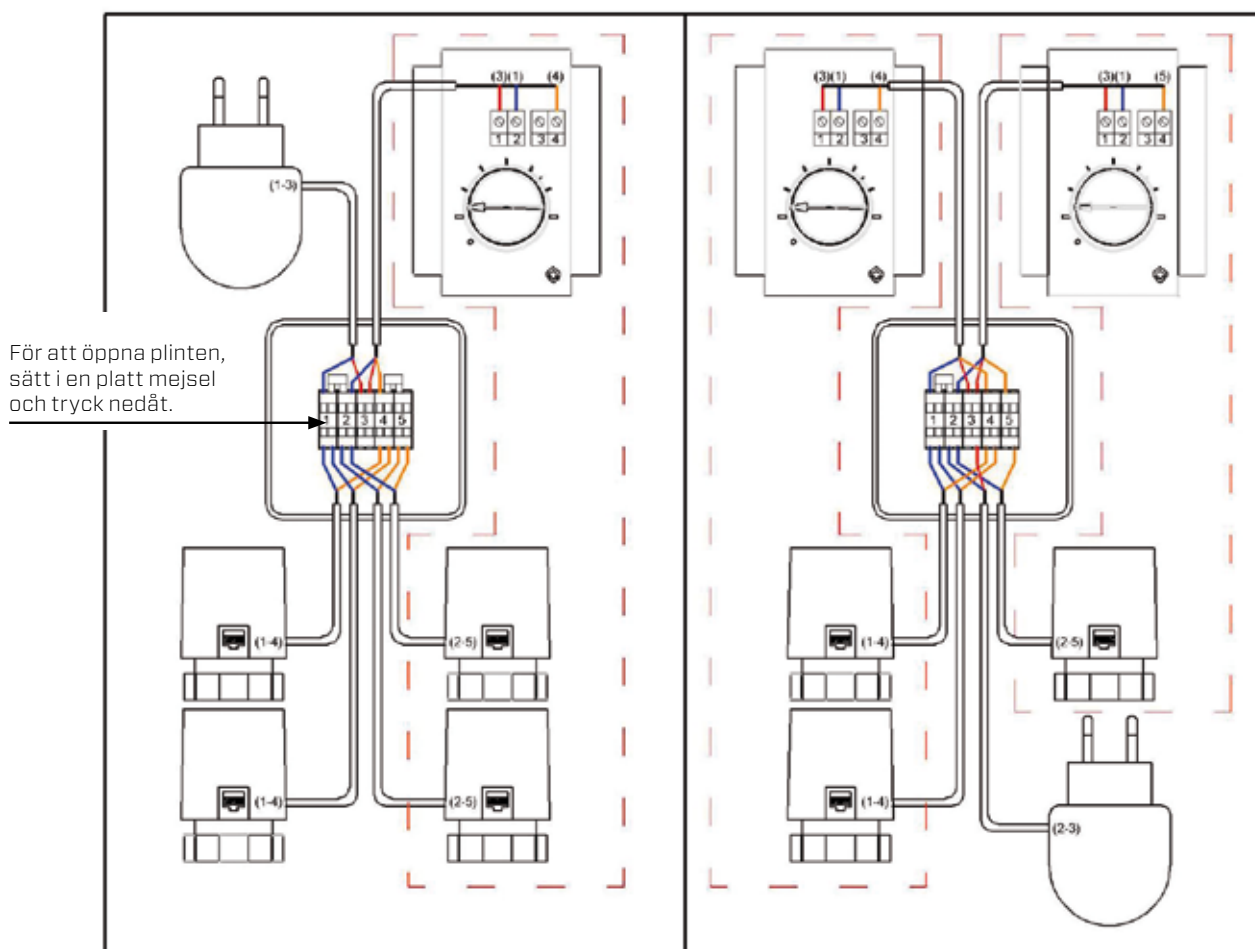 (3)(1) (4)
1 2 3 4
(1-3)
För att öppna plinten,
sätt i en platt mejsel
och tryck nedåt.
1 2 3 4 5
(1-4) (2-5)
(1-4) (2-5)
(3)(1) (4)
1 2 3 4
(3)(1) (5)
1 2 3 4
1 2 3 4 5
(1-4) (2-5)
(1-4)
(2-3)